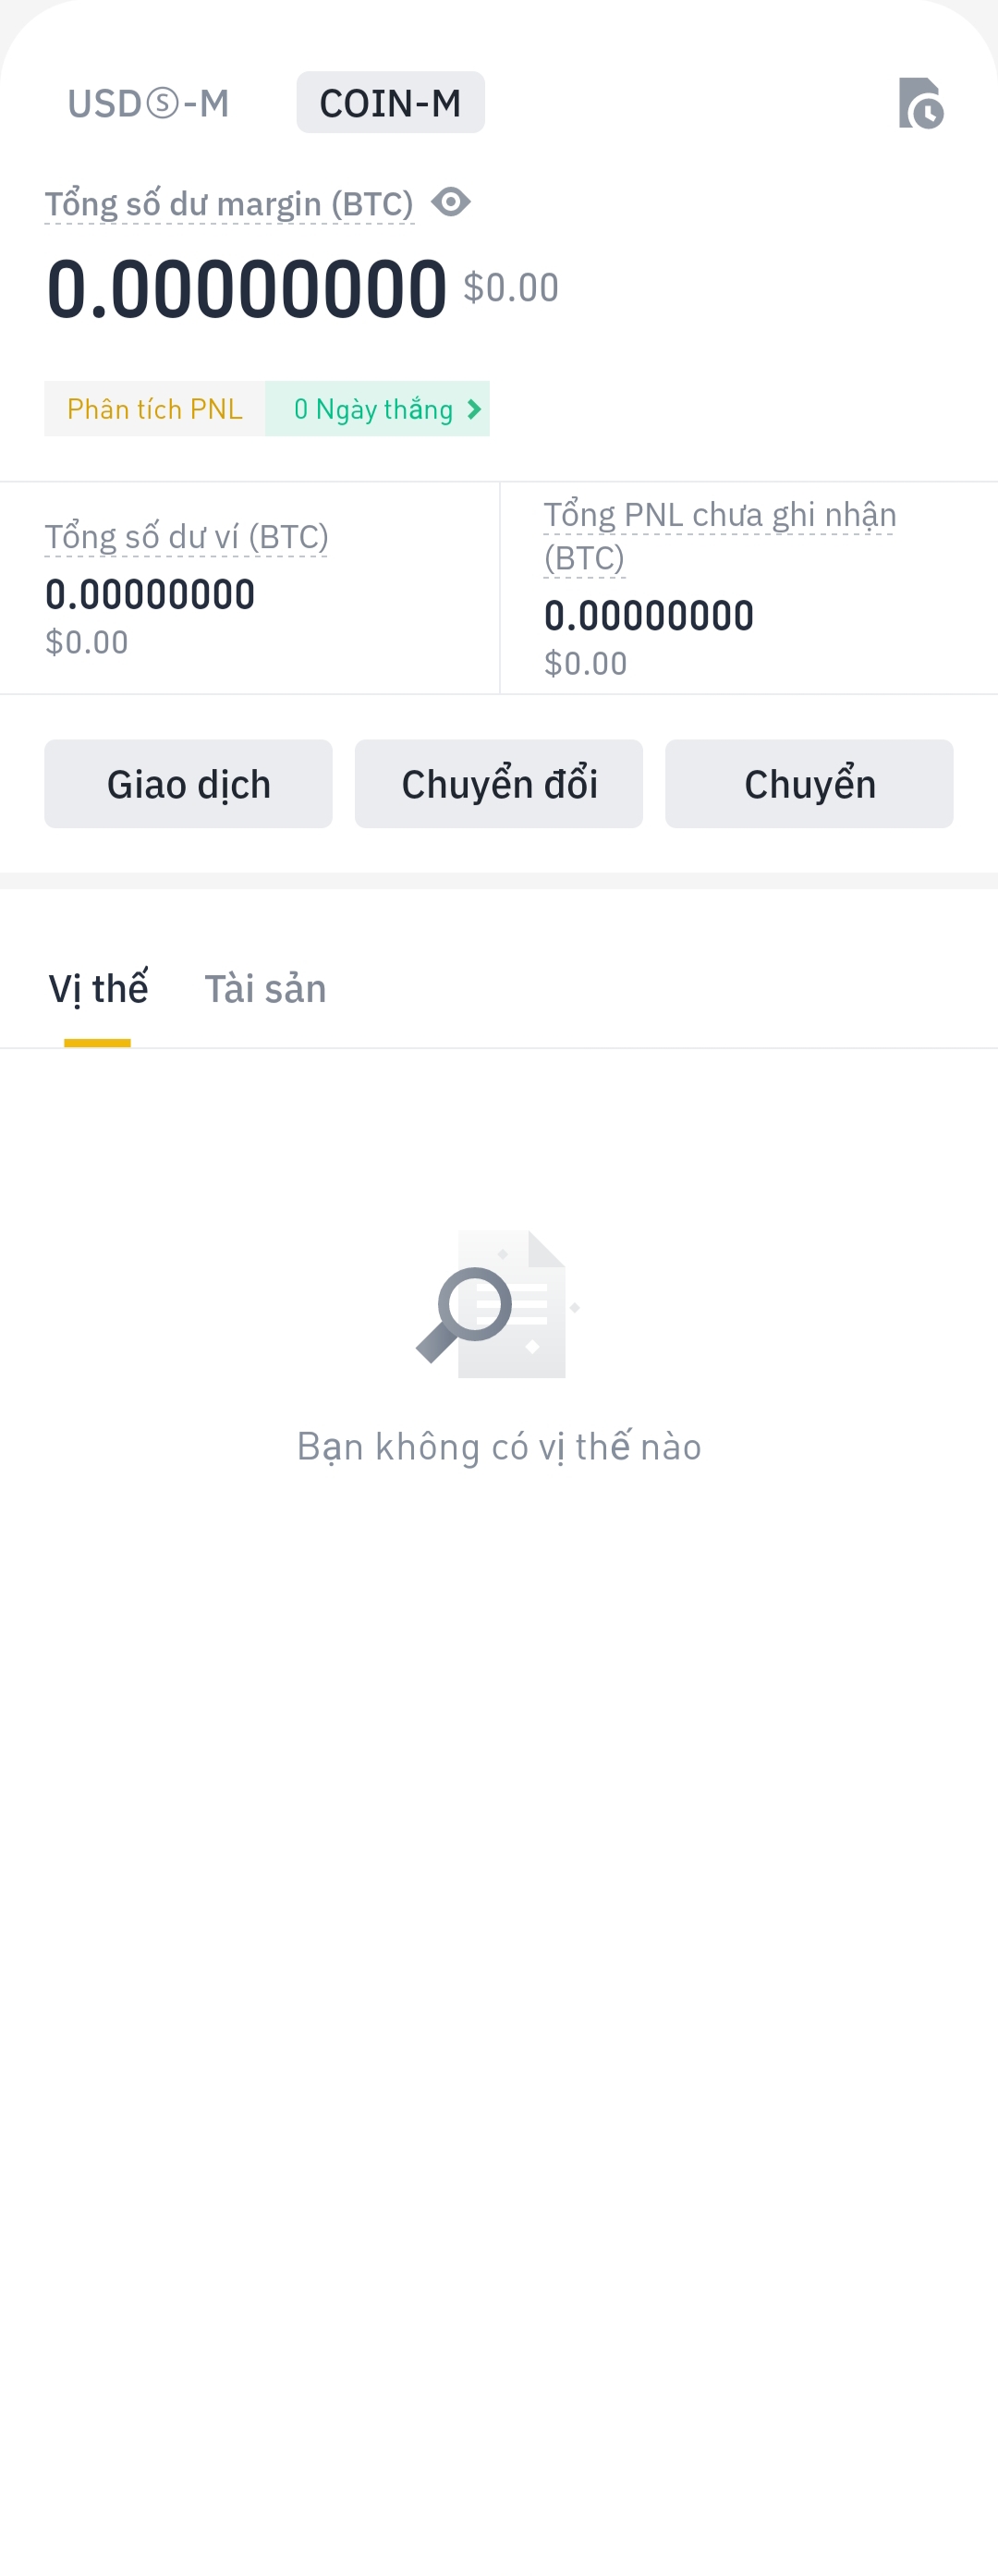 USDⓈ-M COIN-M
Tổng số dư margin (BTC)
0.00000000 $0.00
Phân tích PNL 0 Ngày thắng
Tổng số dư ví (BTC)
0.00000000
$0.00
Tổng PNL chưa ghi nhận
(BTC)
0.00000000
$0.00
Giao dịch Chuyển đổi Chuyển
Vị thế Tài sản
Bạn không có vị thế nào